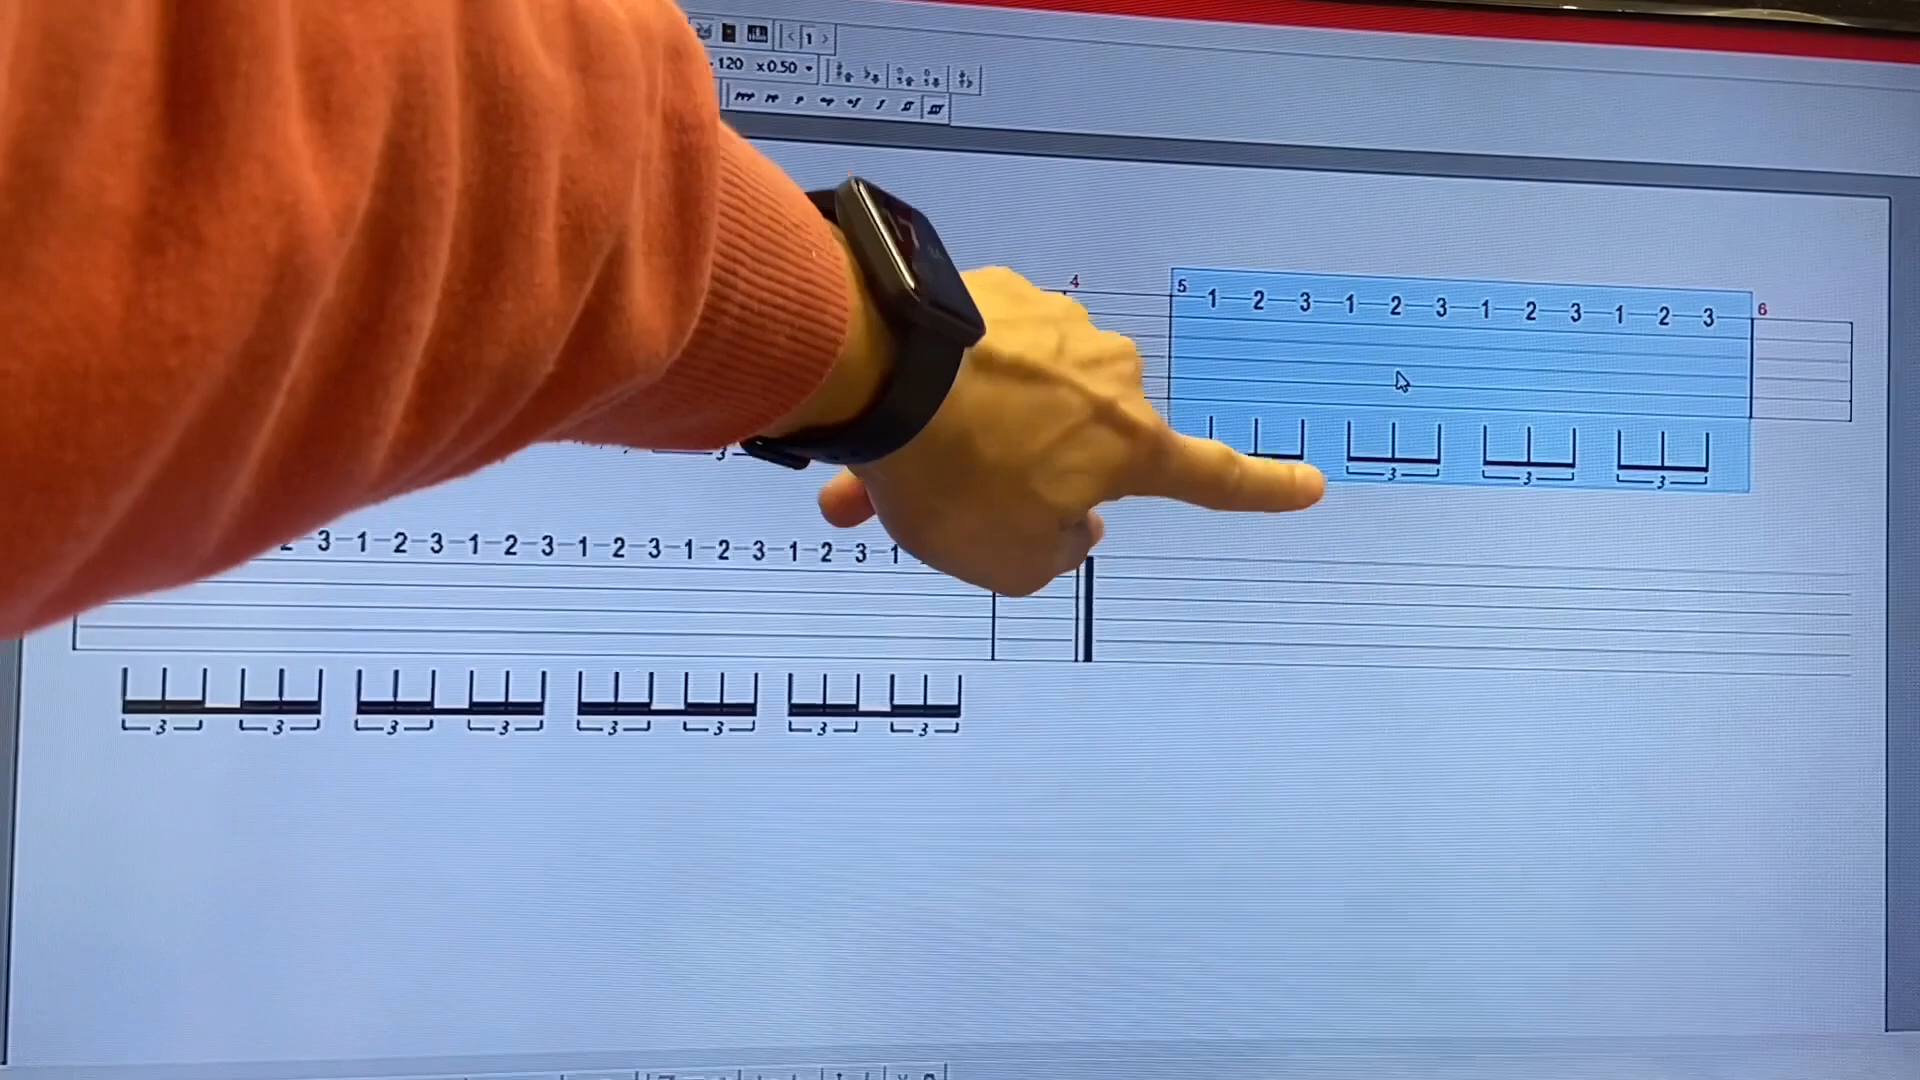 1
120 x0.50
4 5 6
1 2 3 1 2 3 1 2 3 1 2 3
3 3 3
3
3 1 2 3 1 2 3 1 2 3 1 2 3 1 2 3 1
3 3 3 3 3 3 3 3